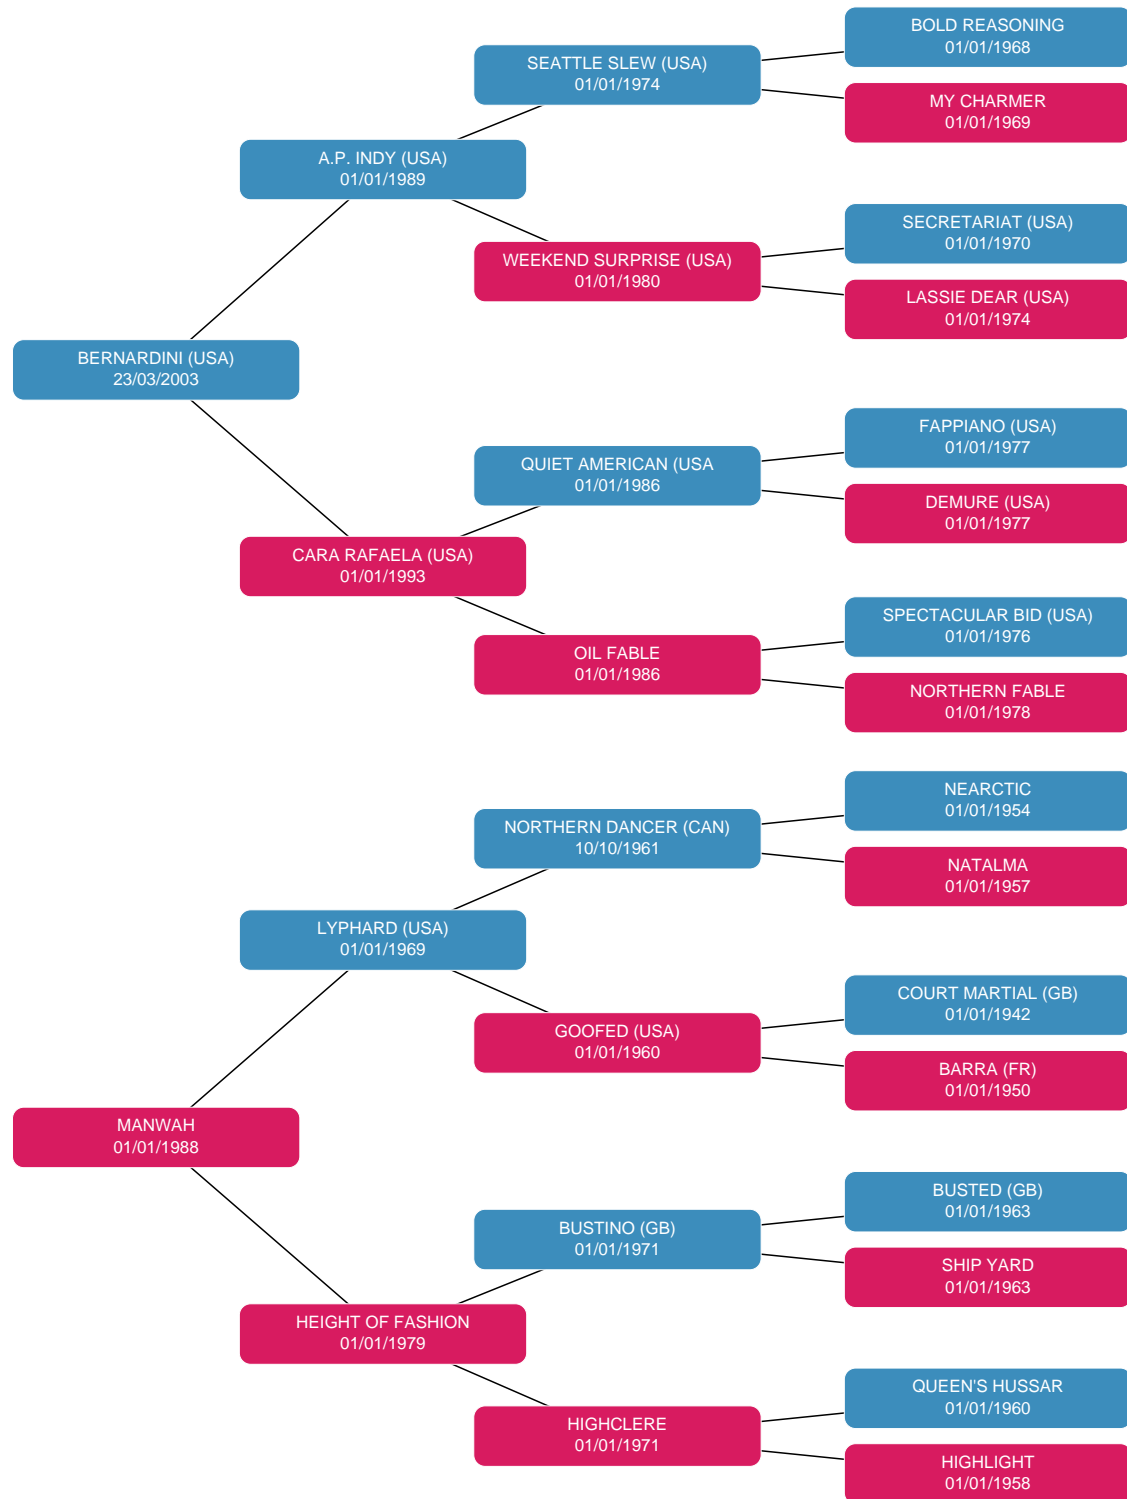 BOLD REASONING
01/01/1968
SEATTLE SLEW (USA)
01/01/1974
MY CHARMER
01/01/1969
A.P. INDY (USA)
01/01/1989
SECRETARIAT (USA)
01/01/1970
WEEKEND SURPRISE (USA)
01/01/1980
LASSIE DEAR (USA)
01/01/1974
BERNARDINI (USA)
23/03/2003
FAPPIANO (USA)
01/01/1977
QUIET AMERICAN (USA
01/01/1986
DEMURE (USA)
01/01/1977
CARA RAFAELA (USA)
01/01/1993
SPECTACULAR BID (USA)
01/01/1976
OIL FABLE
01/01/1986
NORTHERN FABLE
01/01/1978
NEARCTIC
01/01/1954
NORTHERN DANCER (CAN)
10/10/1961
NATALMA
01/01/1957
LYPHARD (USA)
01/01/1969
COURT MARTIAL (GB)
01/01/1942
GOOFED (USA)
01/01/1960
BARRA (FR)
01/01/1950
MANWAH
01/01/1988
BUSTED (GB)
01/01/1963
BUSTINO (GB)
01/01/1971
SHIP YARD
01/01/1963
HEIGHT OF FASHION
01/01/1979
QUEEN'S HUSSAR
01/01/1960
HIGHCLERE
01/01/1971
HIGHLIGHT
01/01/1958